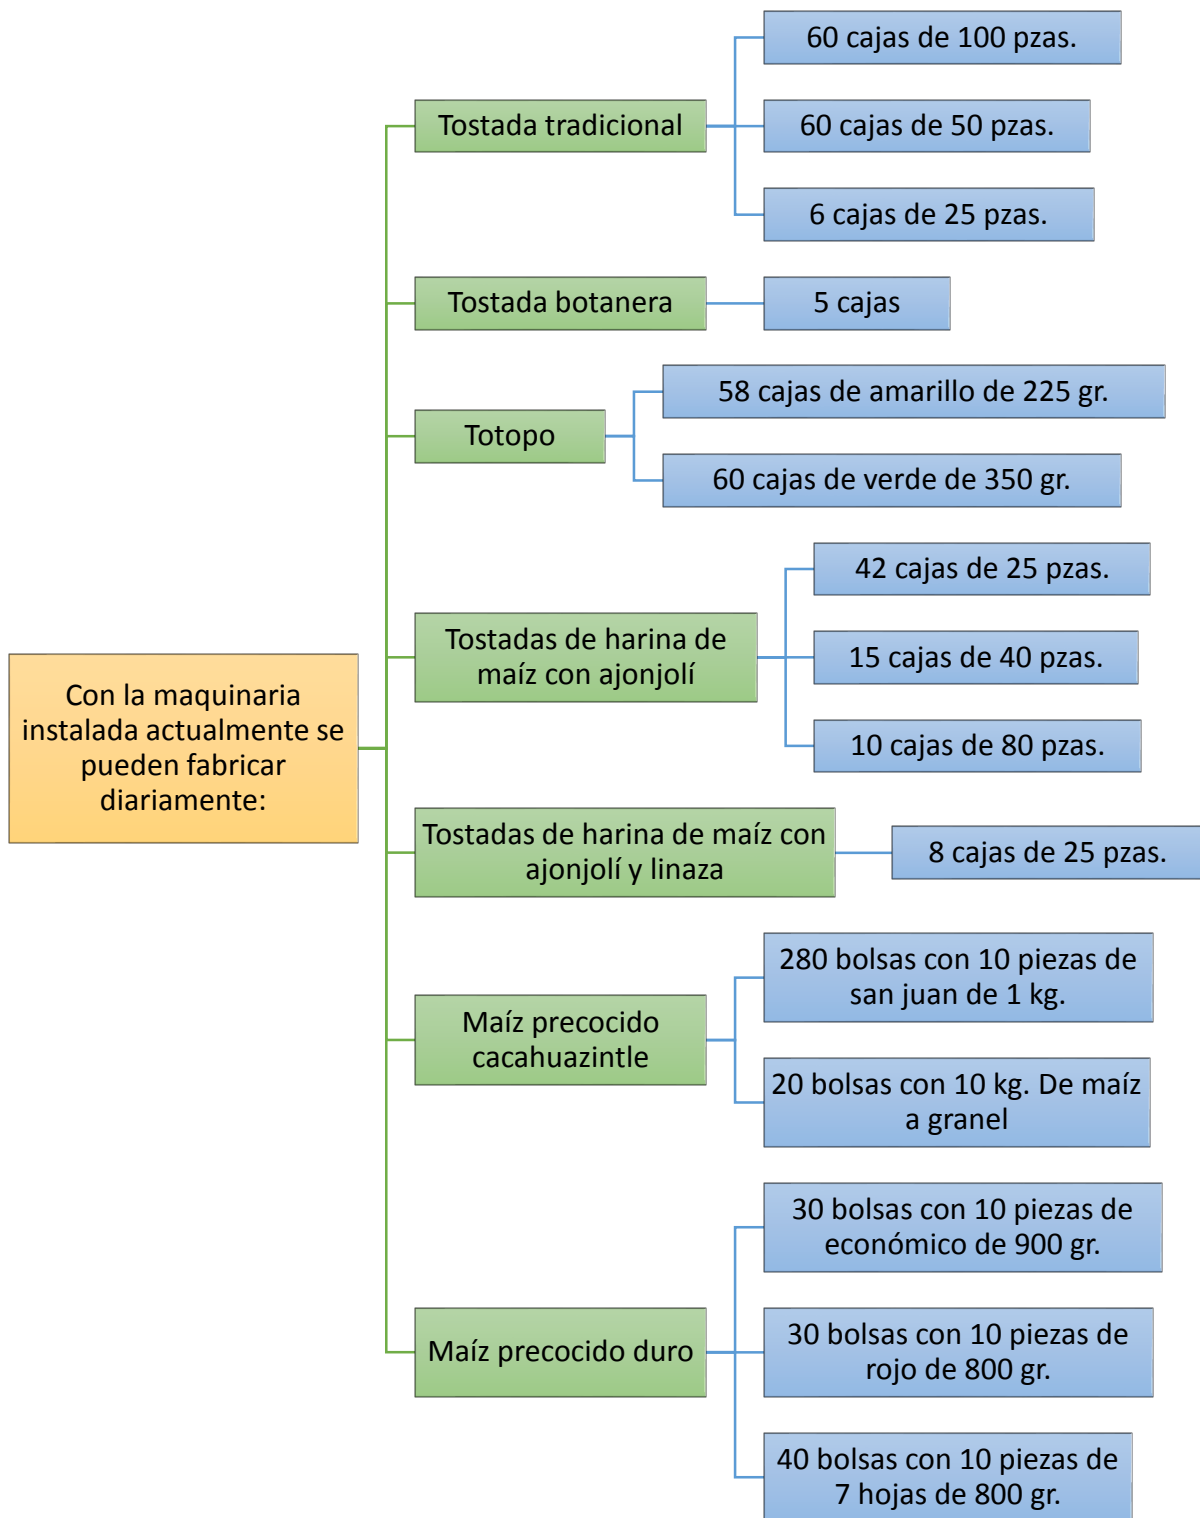 Con la maquinaria
instalada actualmente se
pueden fabricar
diariamente:
Tostada tradicional
60 cajas de 100 pzas.
60 cajas de 50 pzas.
6 cajas de 25 pzas.
Tostada botanera
5 cajas
Totopo
58 cajas de amarillo de 225 gr.
60 cajas de verde de 350 gr.
Tostadas de harina de
maíz con ajonjolí
42 cajas de 25 pzas.
15 cajas de 40 pzas.
10 cajas de 80 pzas.
Tostadas de harina de maíz con
ajonjolí y linaza
8 cajas de 25 pzas.
Maíz precocido
cacahuazintle
280 bolsas con 10 piezas de
san juan de 1 kg.
20 bolsas con 10 kg. De maíz
a granel
Maíz precocido duro
30 bolsas con 10 piezas de
económico de 900 gr.
30 bolsas con 10 piezas de
rojo de 800 gr.
40 bolsas con 10 piezas de
7 hojas de 800 gr.